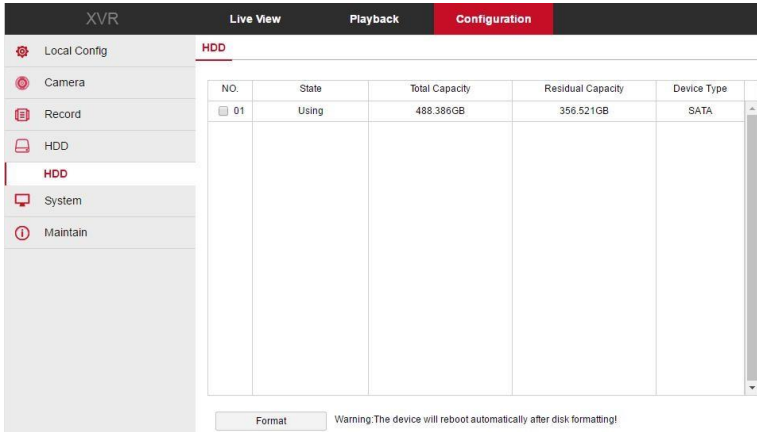 XVR Live View Playback Configuration
Local Config
HDD
Camera
Record
HDD
HDD
System
Maintain
NO. State Total Capacity Residual Capacity Device Type
01 Using 488.386GB 356.521GB SATA
Format Warning:The device will reboot automatically after disk formatting!